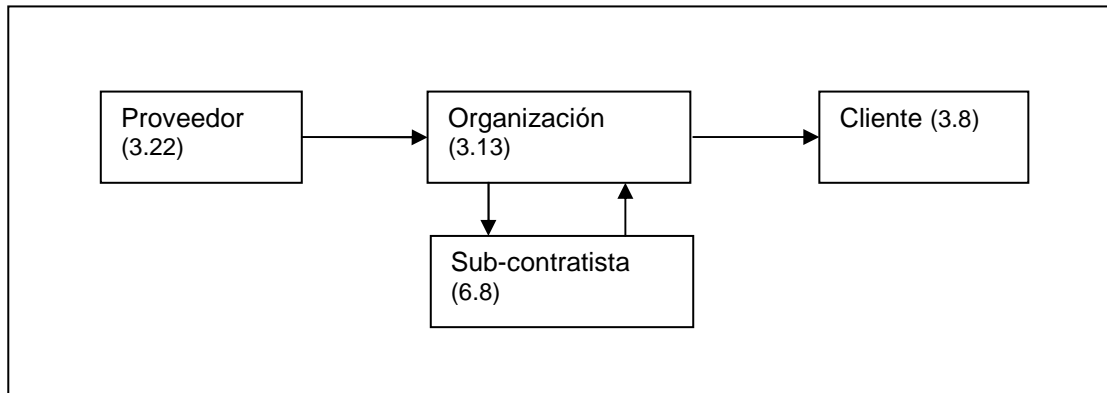 Proveedor
(3.22)
Organización
(3.13)
Cliente (3.8)
Sub-contratista
(6.8)